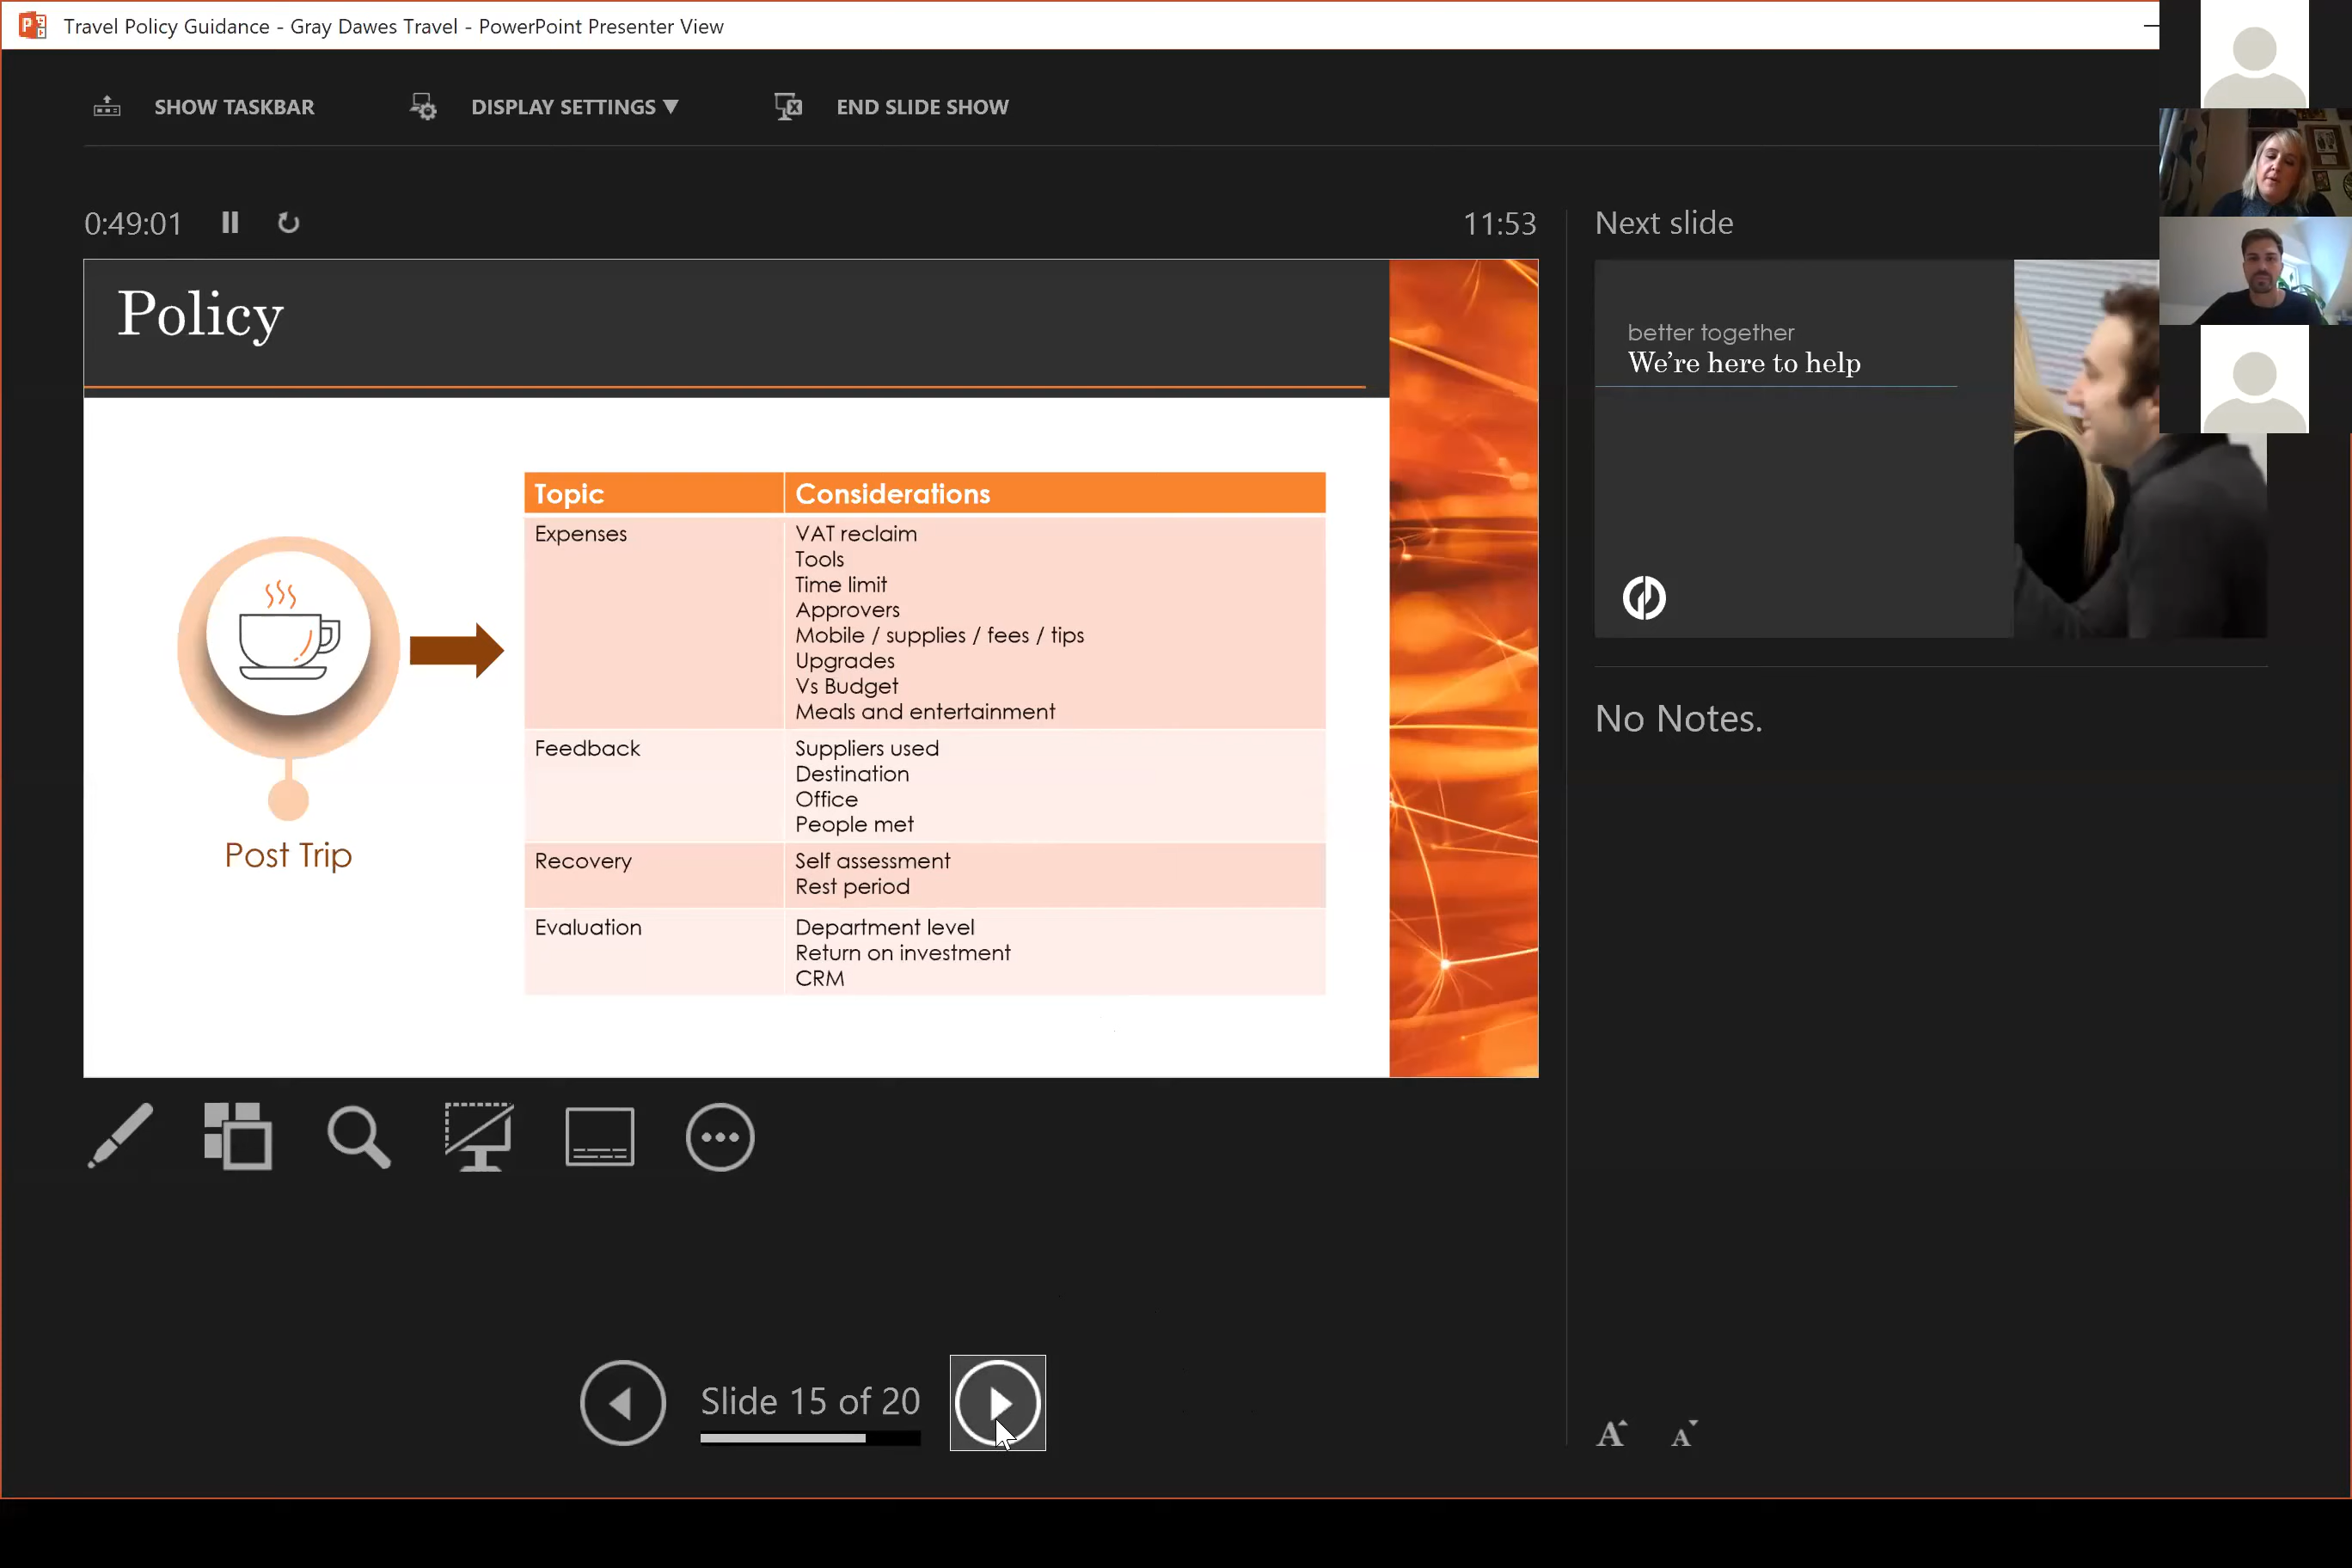 Travel Policy Guidance - Gray Dawes Travel - PowerPoint Presenter View
SHOW TASKBAR
DISPLAY SETTINGS ▼
END SLIDE SHOW
0:49:01
11:53
Policy
Topic
Considerations
Expenses
VAT reclaim
Tools
Time limit
Approvers
Mobile / supplies / fees / tips
Upgrades
Vs Budget
Meals and entertainment
Feedback
Suppliers used
Destination
Office
People met
Recovery
Self assessment
Rest period
Evaluation
Department level
Return on investment
CRM
Post Trip
Next slide
better together
We're here to help
No Notes.
Slide 15 of 20
A
A